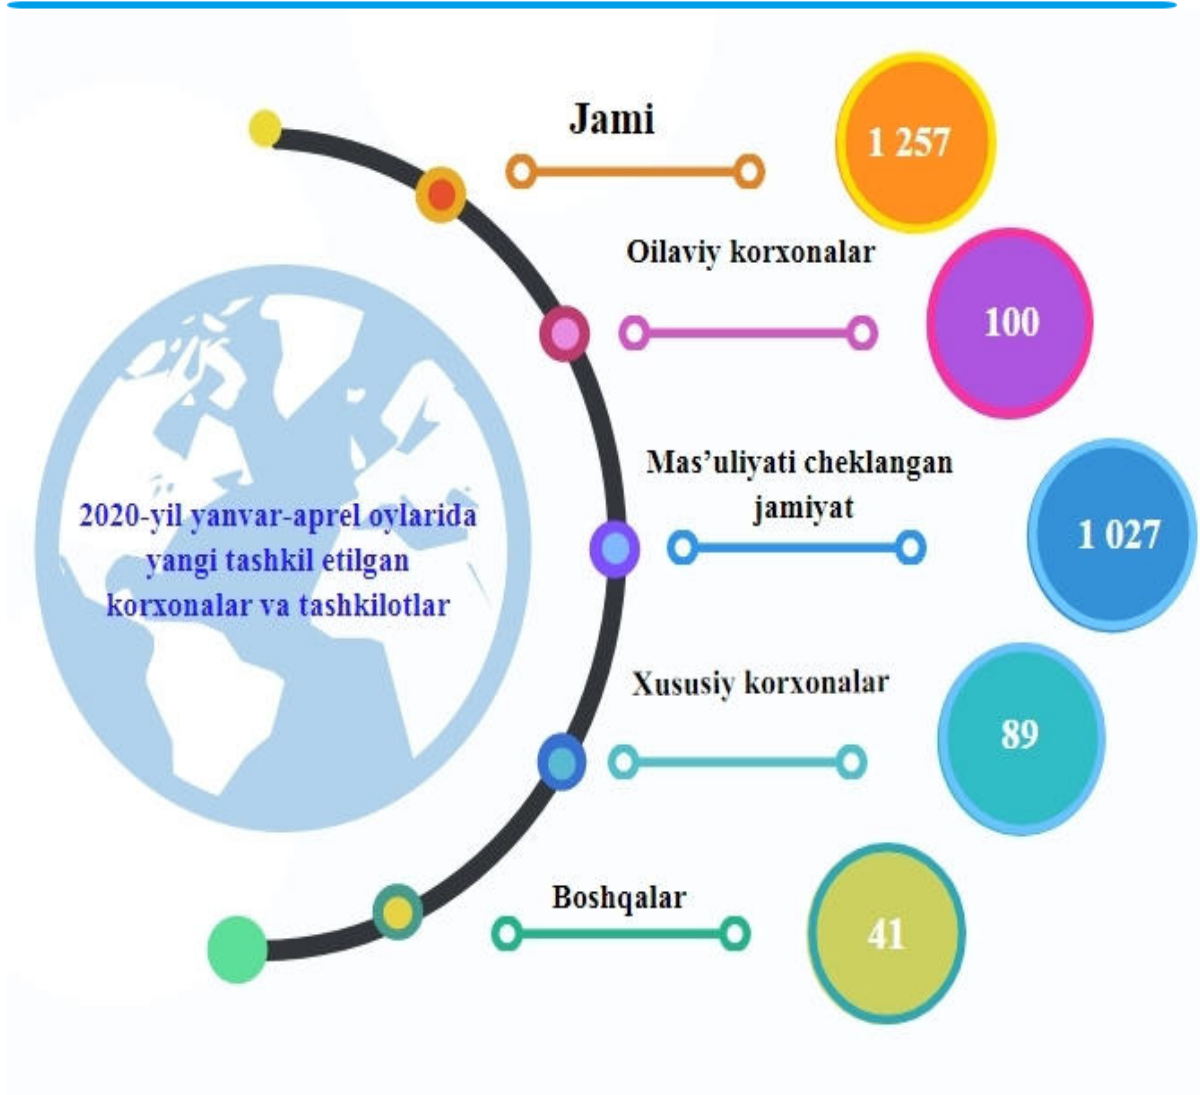 Jami
1 257
Oilaviy korxonalar
100
Mas’uliyati cheklangan
jamiyat
1 027
2020-yil yanvar-aprel oylarida
yangi tashkil etilgan
korxonalar va tashkilotlar
Xususiy korxonalar
89
Boshqalar
41